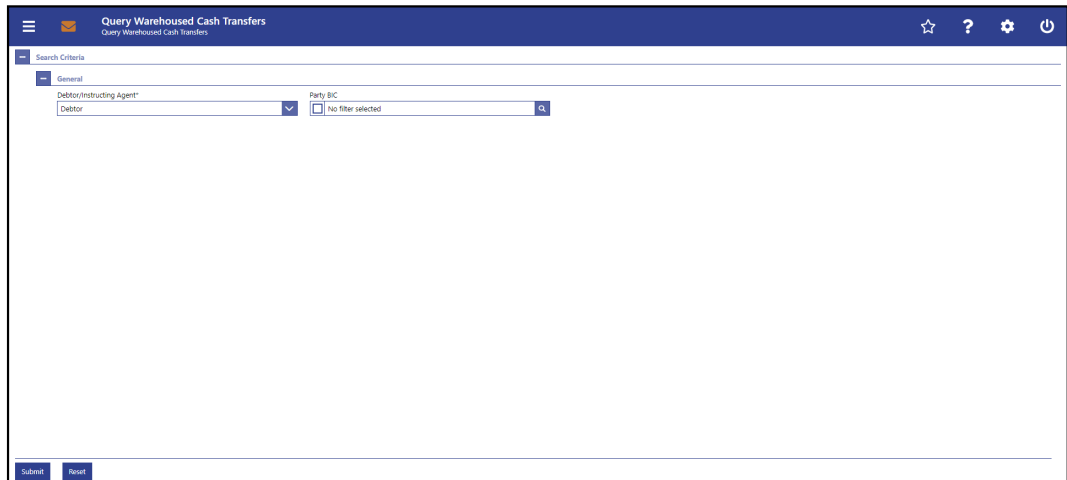 Query Warehoused Cash Transfers
Query Warehoused Cash Transfers
?
Search Criteria
General
Debtor/Instructing Agent*
Party BIC
Debtor
No filter selected
Submit
Reset